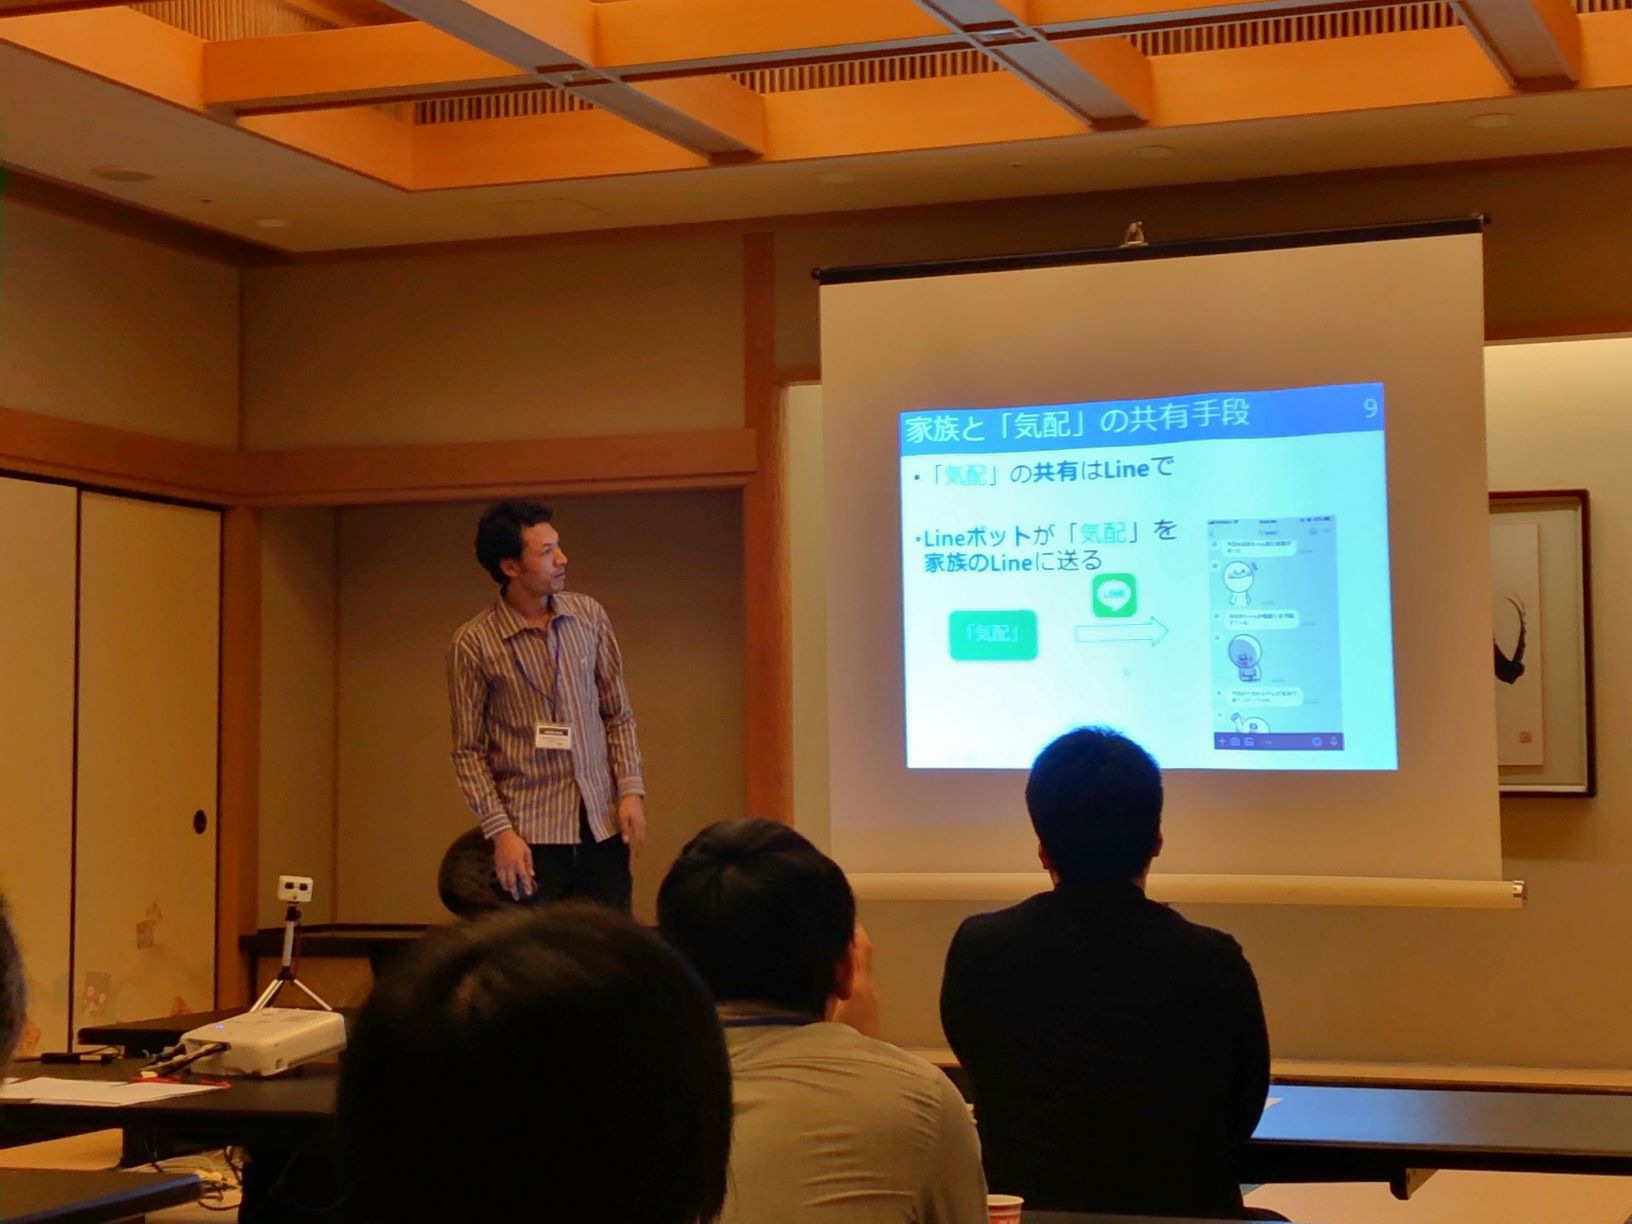 家族と「気配」の共有手段
9
・「気配」の共有はLineで
・Lineボットが「気配」を
家族のLineに送る
LINE
「気配」